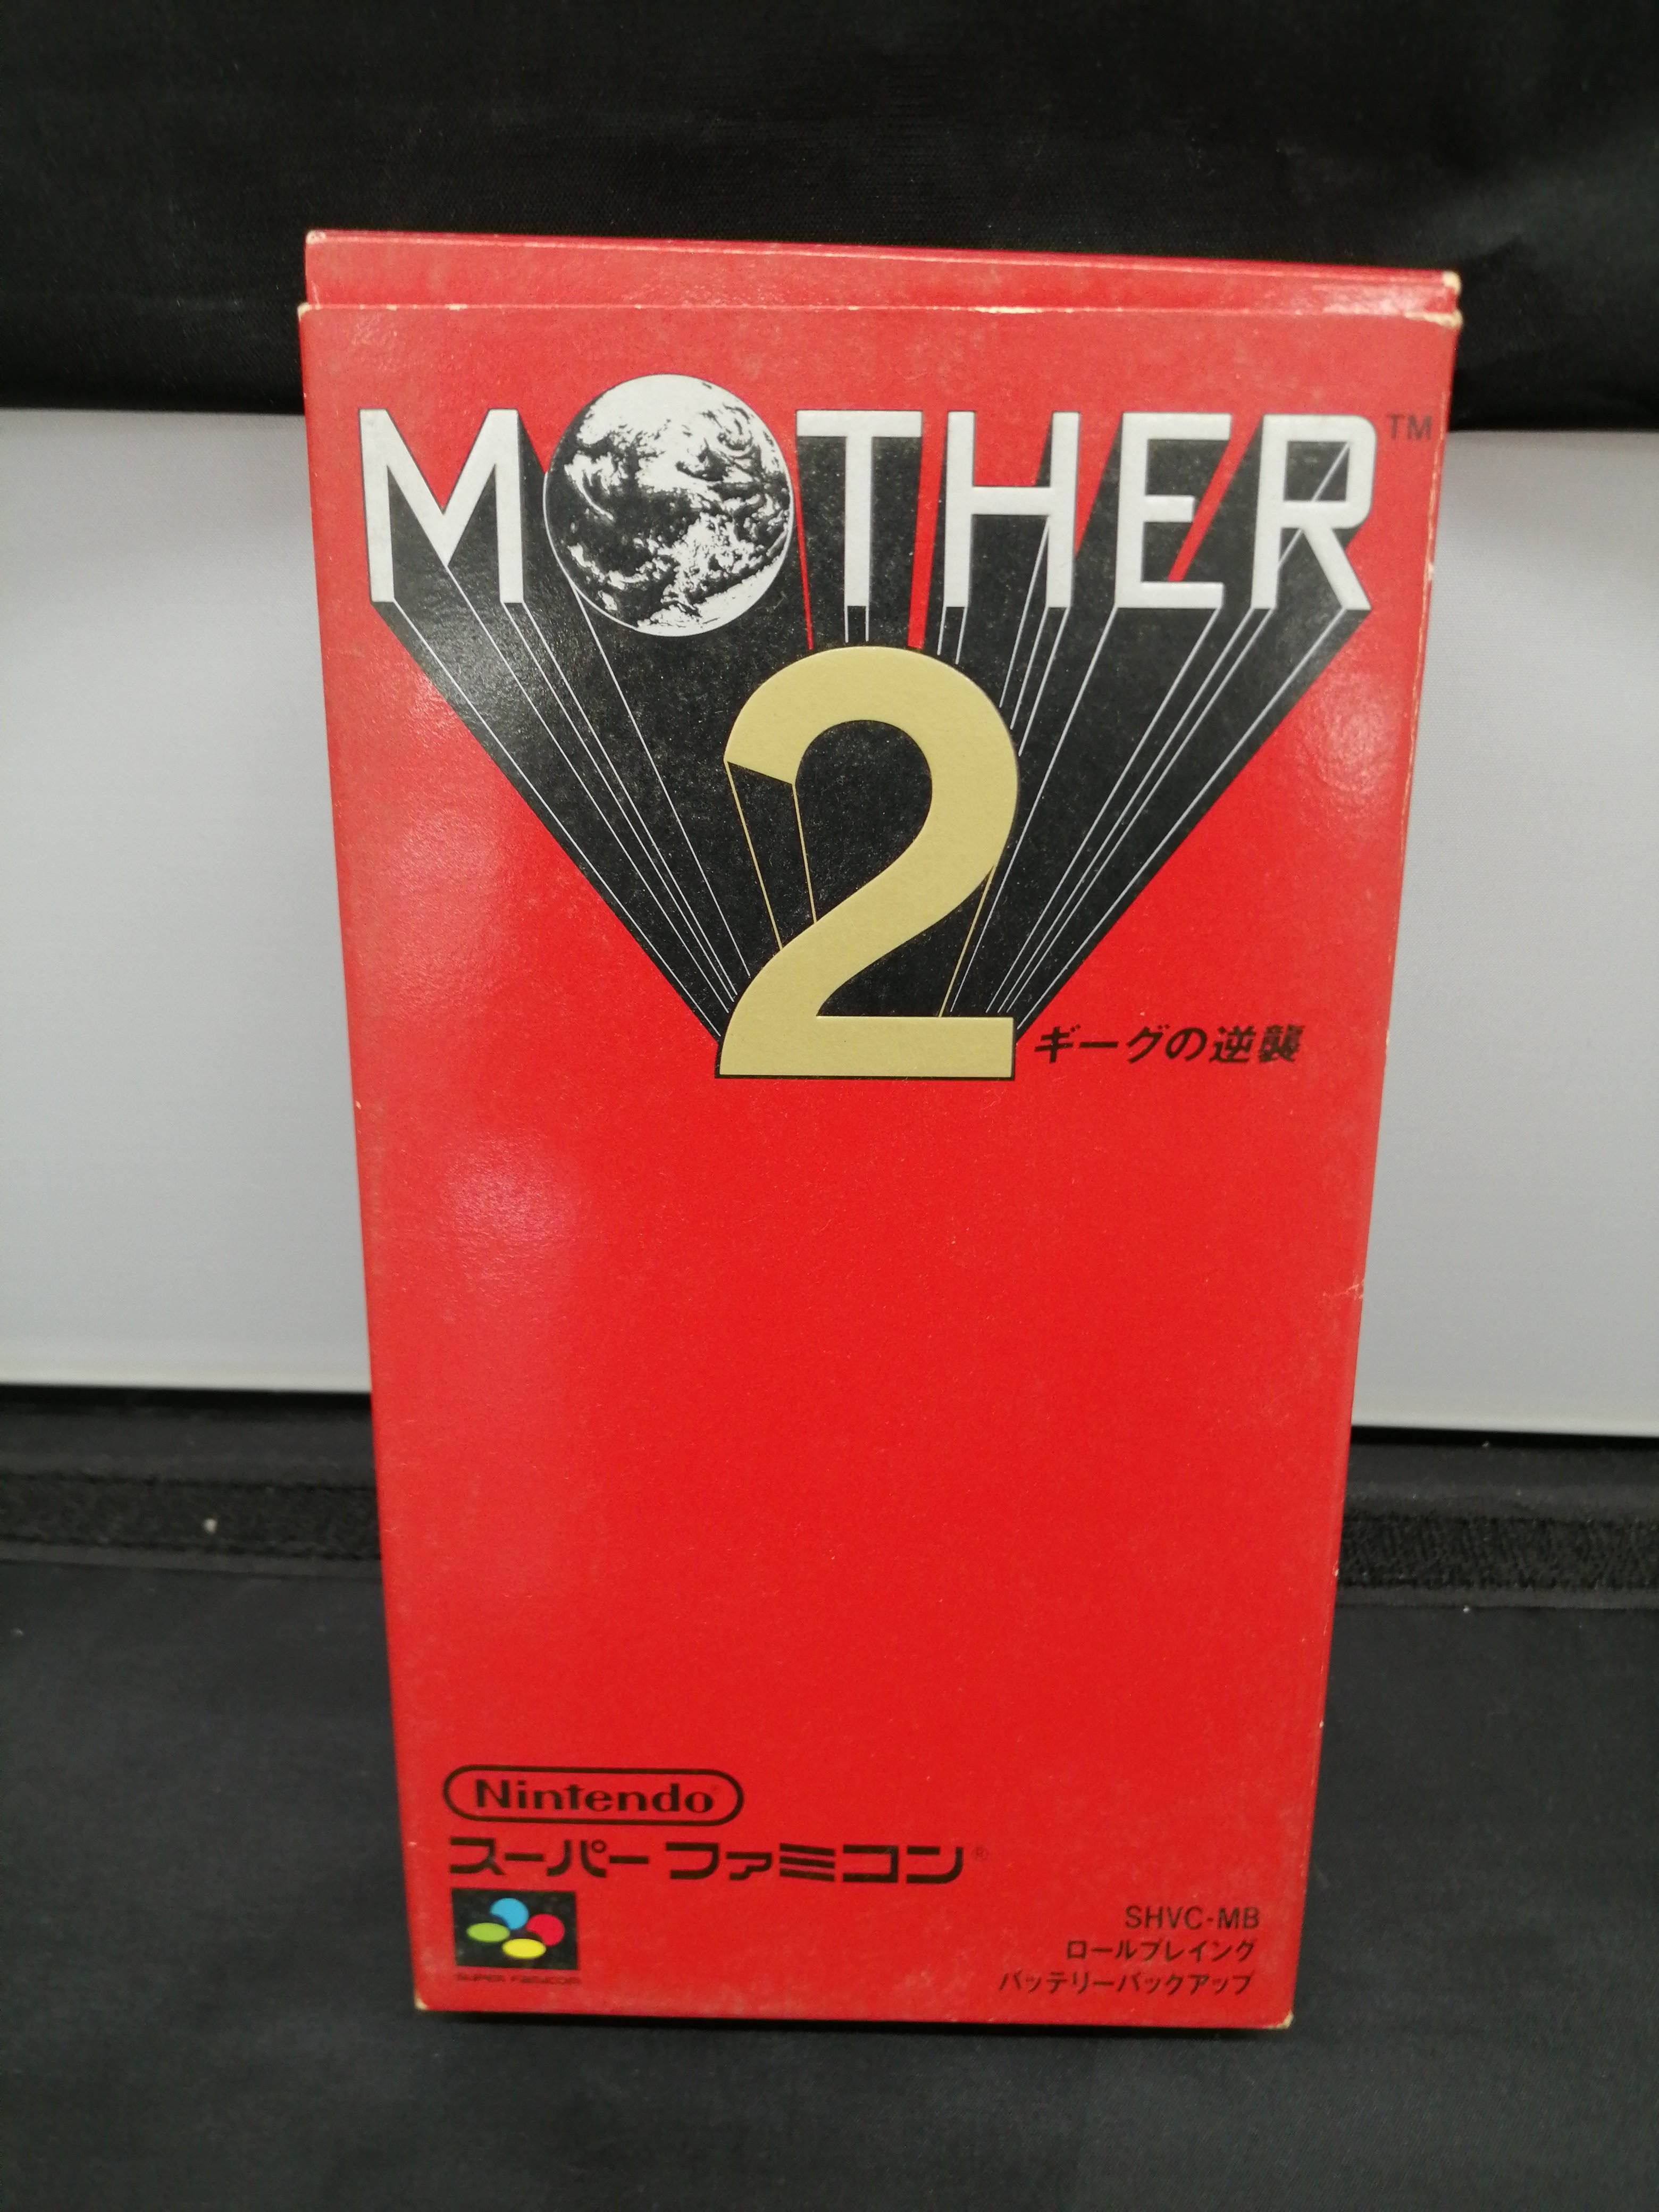 MOTHER™
2
ギーグの逆襲
Nintendo
スーパーファミコン®
SUPER FAMICOM
SHVC-MB
ロールプレイング
バッテリーバックアップ